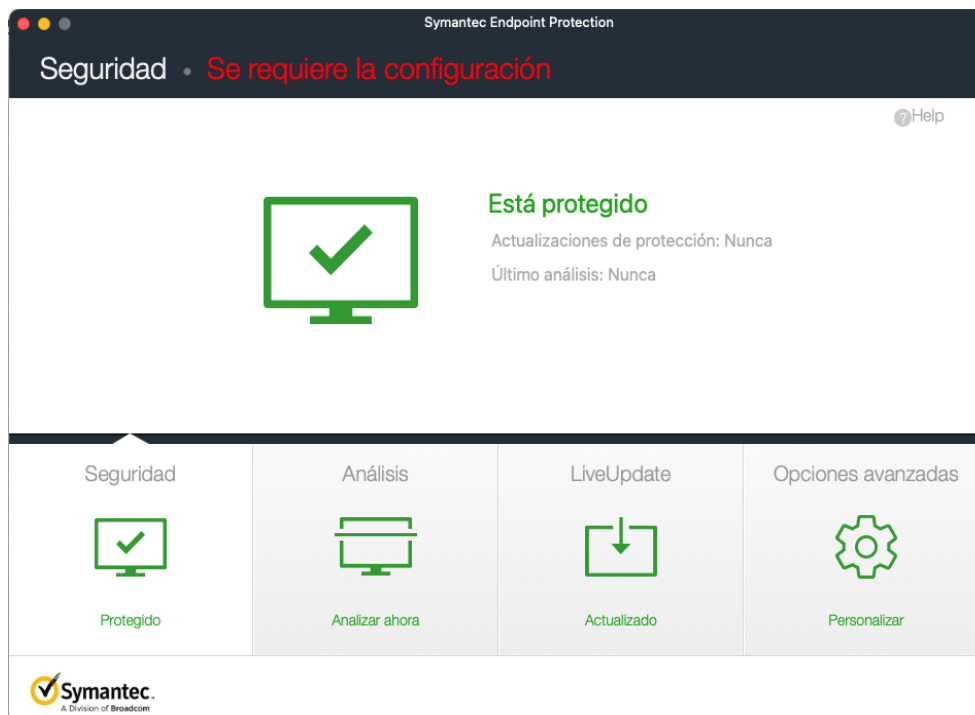 Symantec Endpoint Protection
Seguridad • Se requiere la configuración
?Help
Está protegido
Actualizaciones de protección: Nunca
Último análisis: Nunca
Seguridad
Análisis
LiveUpdate
Opciones avanzadas
Protegido
Analizar ahora
Actualizado
Personalizar
Symantec.
A Division of Broadcom